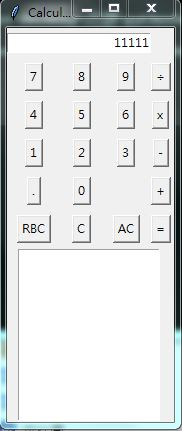 Calcul...
11111
7 8 9 ÷
4 5 6 x
1 2 3 -
. 0 +
RBC C AC =